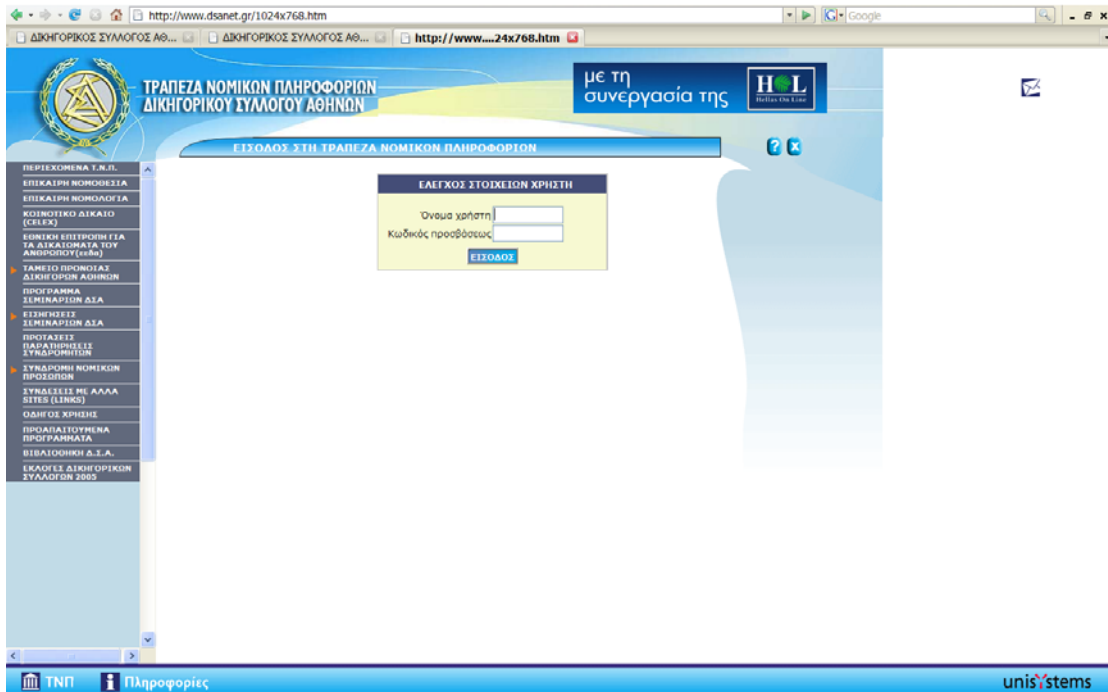 http://www.dsanet.gr/1024x768.htm
Google
ΔΙΚΗΓΟΡΙΚΟΣ ΣΥΛΛΟΓΟΣ ΑΘ...
ΔΙΚΗΓΟΡΙΚΟΣ ΣΥΛΛΟΓΟΣ ΑΘ...
http://www....24x768.htm
ΤΡΑΠΕΖΑ ΝΟΜΙΚΩΝ ΠΛΗΡΟΦΟΡΙΩΝ
ΔΙΚΗΓΟΡΙΚΟΥ ΣΥΛΛΟΓΟΥ ΑΘΗΝΩΝ
με τη
συνεργασία της
HOL
Hellas On Line
ΕΙΣΟΔΟΣ ΣΤΗ ΤΡΑΠΕΖΑ ΝΟΜΙΚΩΝ ΠΛΗΡΟΦΟΡΙΩΝ
ΠΕΡΙΕΧΟΜΕΝΑ Τ.Ν.Π.
ΕΠΙΚΑΙΡΗ ΝΟΜΟΘΕΣΙΑ
ΕΠΙΚΑΙΡΗ ΝΟΜΟΛΟΓΙΑ
ΚΟΙΝΟΤΙΚΟ ΔΙΚΑΙΟ
(CELEX)
ΕΘΝΙΚΗ ΕΠΙΤΡΟΠΗ ΓΙΑ
ΤΑ ΔΙΚΑΙΩΜΑΤΑ ΤΟΥ
ΑΝΘΡΩΠΟΥ(εεδα)
ΤΑΜΕΙΟ ΠΡΟΝΟΙΑΣ
ΔΙΚΗΓΟΡΩΝ ΑΘΗΝΩΝ
ΠΡΟΓΡΑΜΜΑ
ΣΕΜΙΝΑΡΙΩΝ ΔΣΑ
ΕΙΣΗΓΗΣΕΙΣ
ΣΕΜΙΝΑΡΙΩΝ ΔΣΑ
ΠΡΟΤΑΣΕΙΣ
ΠΑΡΑΤΗΡΗΣΕΙΣ
ΣΥΝΔΡΟΜΗΤΩΝ
ΣΥΝΔΡΟΜΗ ΝΟΜΙΚΩΝ
ΠΡΟΣΩΠΩΝ
ΣΥΝΔΕΣΕΙΣ ΜΕ ΑΛΛΑ
SITES (LINKS)
ΟΔΗΓΟΣ ΧΡΗΣΗΣ
ΠΡΟΑΠΑΙΤΟΥΜΕΝΑ
ΠΡΟΓΡΑΜΜΑΤΑ
ΒΙΒΛΙΟΘΗΚΗ Δ.Σ.Α.
ΕΚΛΟΓΕΣ ΔΙΚΗΓΟΡΙΚΩΝ
ΣΥΛΛΟΓΩΝ 2005
ΕΛΕΓΧΟΣ ΣΤΟΙΧΕΙΩΝ ΧΡΗΣΤΗ
Όνομα χρήστη
Κωδικός προσβάσεως
ΕΙΣΟΔΟΣ
ΤΝΠ
Πληροφορίες
unisystems